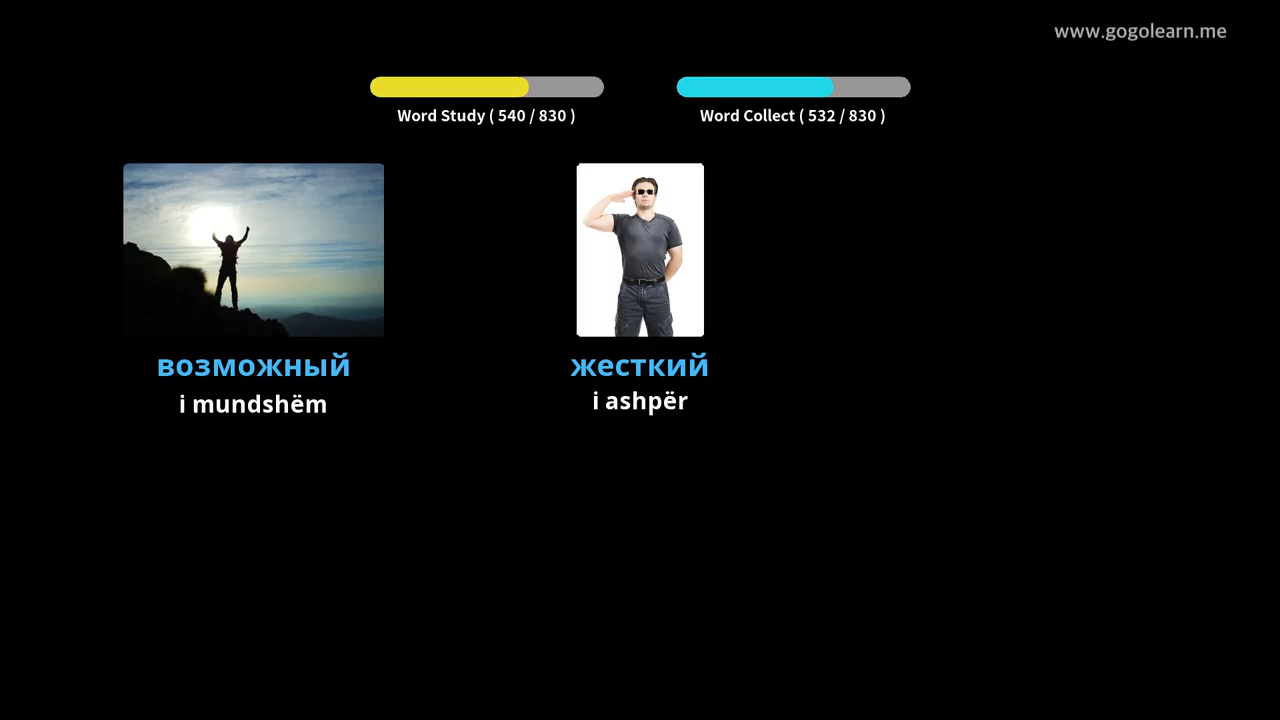 www.gogolearn.me
Word Study ( 540 / 830 )
Word Collect ( 532 / 830 )
возможный
i mundshëm
жесткий
i ashpër